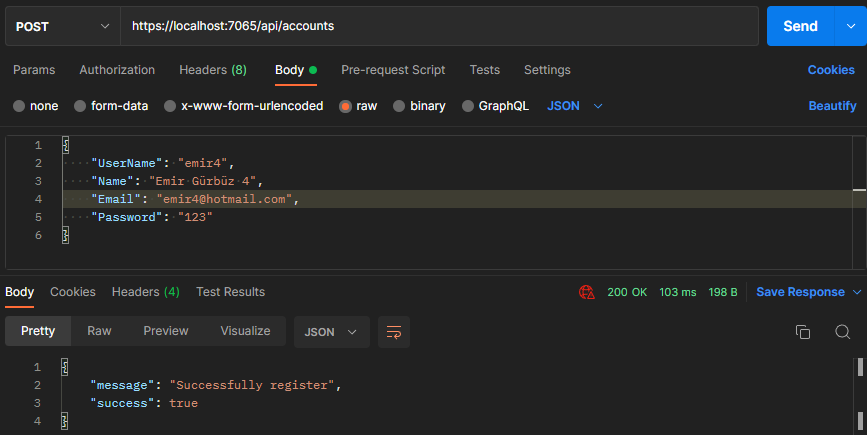 POST https://localhost:7065/api/accounts Send
Params Authorization Headers (8) Body Pre-request Script Tests Settings Cookies
none form-data x-www-form-urlencoded raw binary GraphQL JSON Beautify
1 {
2 "UserName": "emir4",
3 "Name": "Emir Gürbüz 4",
4 "Email": "emir4@hotmail.com",
5 "Password": "123"
6 }
Body Cookies Headers (4) Test Results 200 OK 103 ms 198 B Save Response
Pretty Raw Preview Visualize JSON
1 {
2 "message": "Successfully register",
3 "success": true
4 }